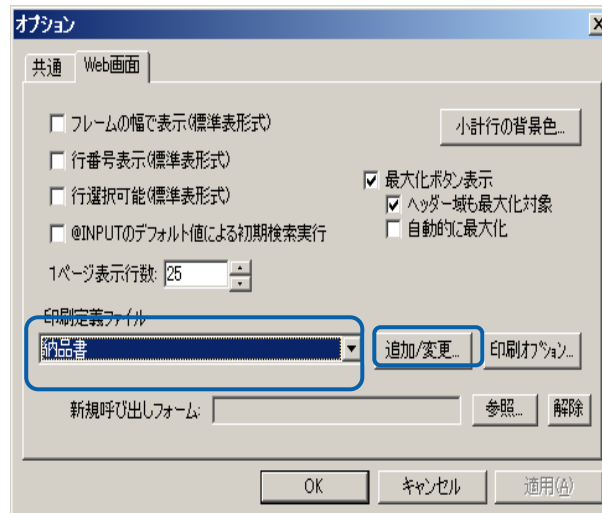 オプション
共通 Web画面
フレームの幅で表示(標準表形式)
小計行の背景色...
行番号表示(標準表形式)
最大化ボタン表示
行選択可能(標準表形式)
ヘッダー域も最大化対象
@INPUTのデフォルト値による初期検索実行
自動的に最大化
1ページ表示行数: 25
印刷定義ファイル
納品書 追加/変更... 印刷オプション...
新規呼び出しフォーム: 参照... 解除
OK キャンセル 適用(A)